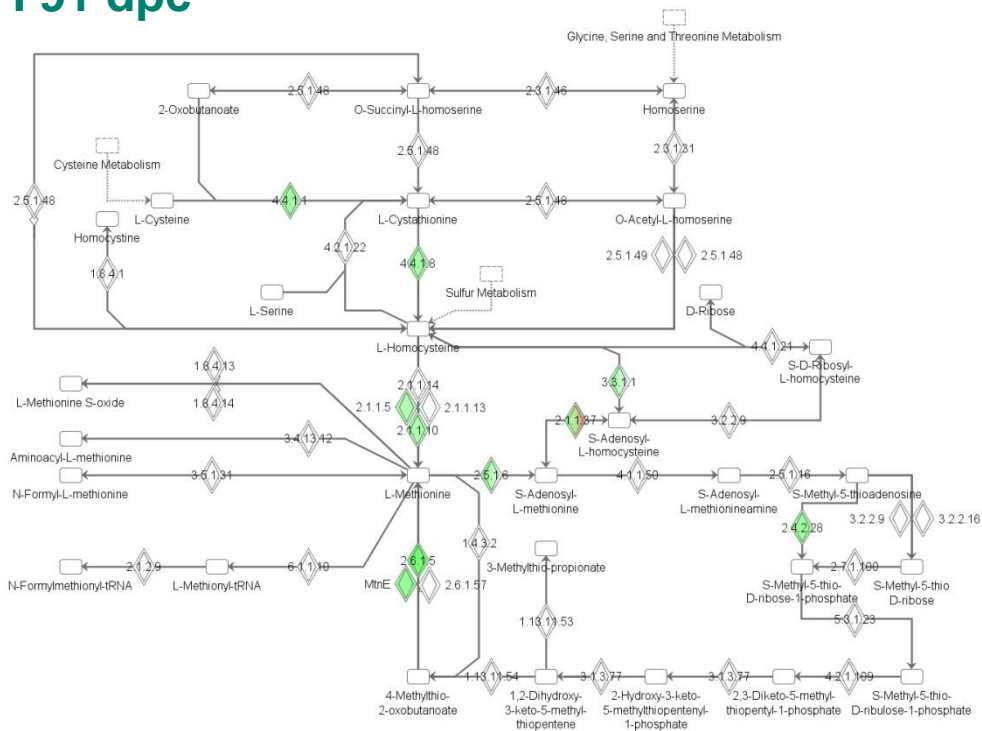 dpc
Glycine, Serine and Threonine Metabolism
2.5.1.48
2.3.1.46
2-Oxobutanoate
O-Succinyl-L-homoserine
Homoserine
Cysteine Metabolism
2.5.1.48
2.3.1.31
2.5.1.48
4.4.1.1
2.5.1.48
L-Cysteine
L-Cystathionine
O-Acetyl-L-homoserine
Homocystine
4.2.1.22
2.5.1.49
2.5.1.48
1.8.4.1
4.4.1.8
Sulfur Metabolism
L-Serine
D-Ribose
L-Homocysteine
4.4.1.21
S-D-Ribosyl-
L-homocysteine
1.8.4.13
2.1.1.14
3.3.1.1
L-Methionine S-oxide
1.8.4.14
2.1.1.5
2.1.1.13
2.1.1.10
2.1.1.37
3.2.2.9
S-Adenosyl-
L-homocysteine
3.4.13.12
Aminoacyl-L-methionine
3.5.1.31
N-Formyl-L-methionine
L-Methionine
2.5.1.6
S-Adenosyl-
L-methionine
4.1.1.50
S-Adenosyl-
L-methionineamine
2.5.1.16
S-Methyl-5-thioadenosine
3.2.2.9
3.2.2.16
2.4.2.28
1.4.3.2
3-Methylthio-propionate
2.1.2.9
6.1.1.10
N-Formylmethionyl-tRNA
L-Methionyl-tRNA
2.6.1.5
MtnE
2.6.1.57
2.7.1.100
S-Methyl-5-thio-
D-ribose-1-phosphate
S-Methyl-5-thio
D-ribose
1.13.11.53
5.3.1.23
1.13.11.54
3.1.3.77
3.1.3.77
4.2.1.109
4-Methylthio-
2-oxobutanoate
1,2-Dihydroxy-
3-keto-5-methyl-
thiopentene
2-Hydroxy-3-keto-
5-methylthiopentenyl-
1-phosphate
2,3-Diketo-5-methyl-
thiopentyl-1-phosphate
S-Methyl-5-thio-
D-ribulose-1-phosphate